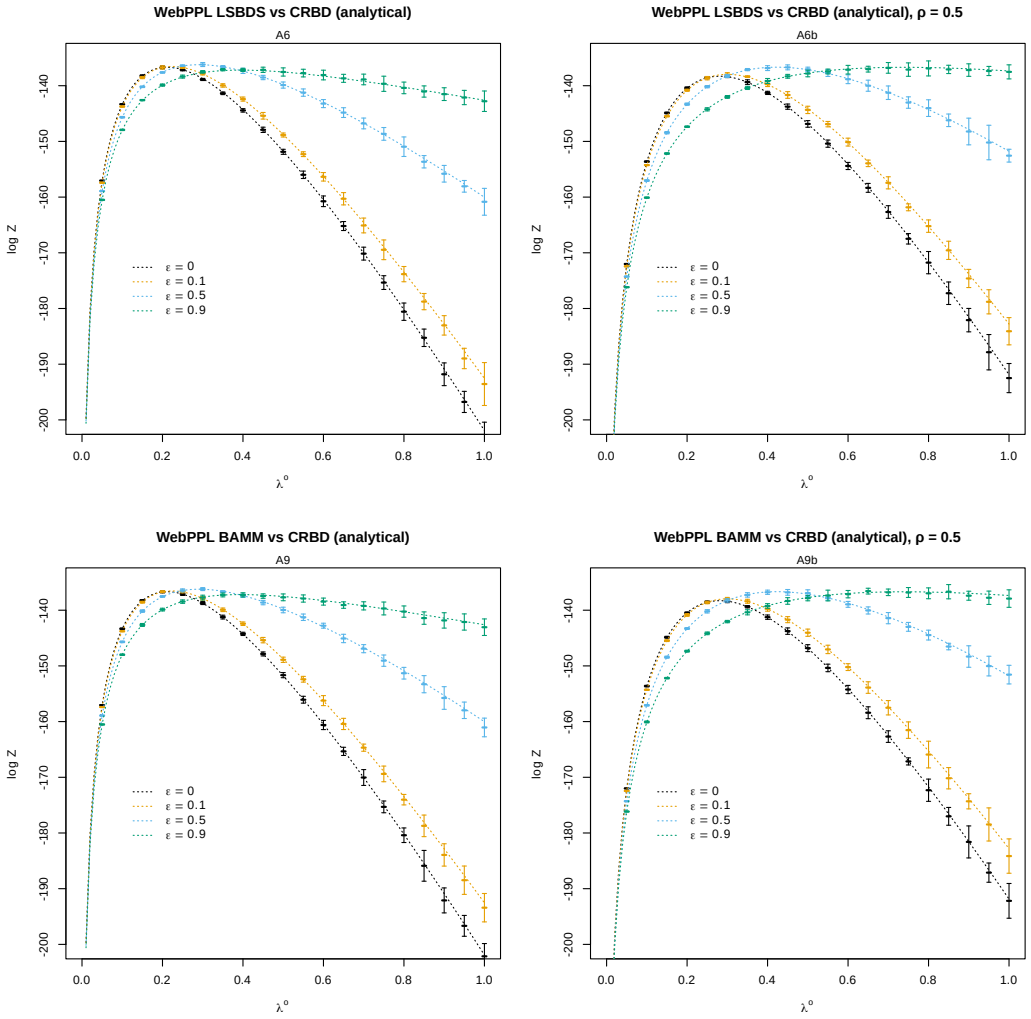 WebPPL LSBDS vs CRBD (analytical)
A6
log Z
-140
-150
-160
-170
-180
-190
-200
ε = 0
ε = 0.1
ε = 0.5
ε = 0.9
0.0 0.2 0.4 0.6 0.8 1.0
λ°
WebPPL LSBDS vs CRBD (analytical), ρ = 0.5
A6b
log Z
-140
-150
-160
-170
-180
-190
-200
ε = 0
ε = 0.1
ε = 0.5
ε = 0.9
0.0 0.2 0.4 0.6 0.8 1.0
λ°
WebPPL BAMM vs CRBD (analytical)
A9
log Z
-140
-150
-160
-170
-180
-190
-200
ε = 0
ε = 0.1
ε = 0.5
ε = 0.9
0.0 0.2 0.4 0.6 0.8 1.0
λ°
WebPPL BAMM vs CRBD (analytical), ρ = 0.5
A9b
log Z
-140
-150
-160
-170
-180
-190
-200
ε = 0
ε = 0.1
ε = 0.5
ε = 0.9
0.0 0.2 0.4 0.6 0.8 1.0
λ°